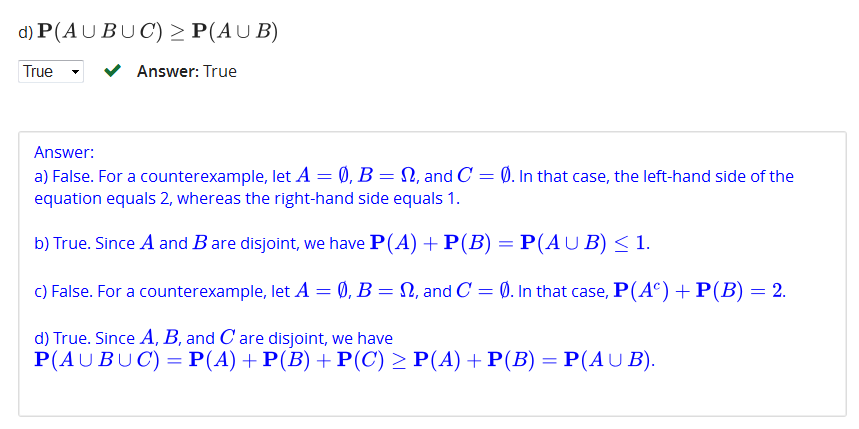 d) P(A ∪ B ∪ C) ≥ P(A ∪ B)
True ✔ Answer: True
Answer:
a) False. For a counterexample, let A = ∅, B = Ω, and C = ∅. In that case, the left-hand side of the
equation equals 2, whereas the right-hand side equals 1.
b) True. Since A and B are disjoint, we have P(A) + P(B) = P(A ∪ B) ≤ 1.
c) False. For a counterexample, let A = ∅, B = Ω, and C = ∅. In that case, P(Aᶜ) + P(B) = 2.
d) True. Since A, B, and C are disjoint, we have
P(A ∪ B ∪ C) = P(A) + P(B) + P(C) ≥ P(A) + P(B) = P(A ∪ B).